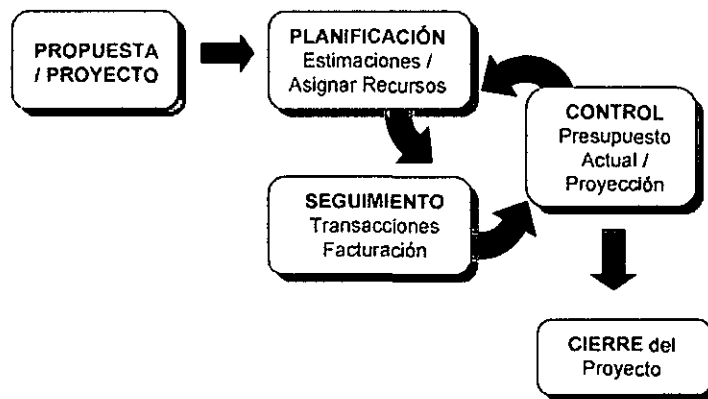 PROPUESTA
/ PROYECTO
PLANIFICACIÓN
Estimaciones /
Asignar Recursos
CONTROL
Presupuesto
Actual /
Proyección
SEGUIMIENTO
Transacciones
Facturación
CIERRE del
Proyecto